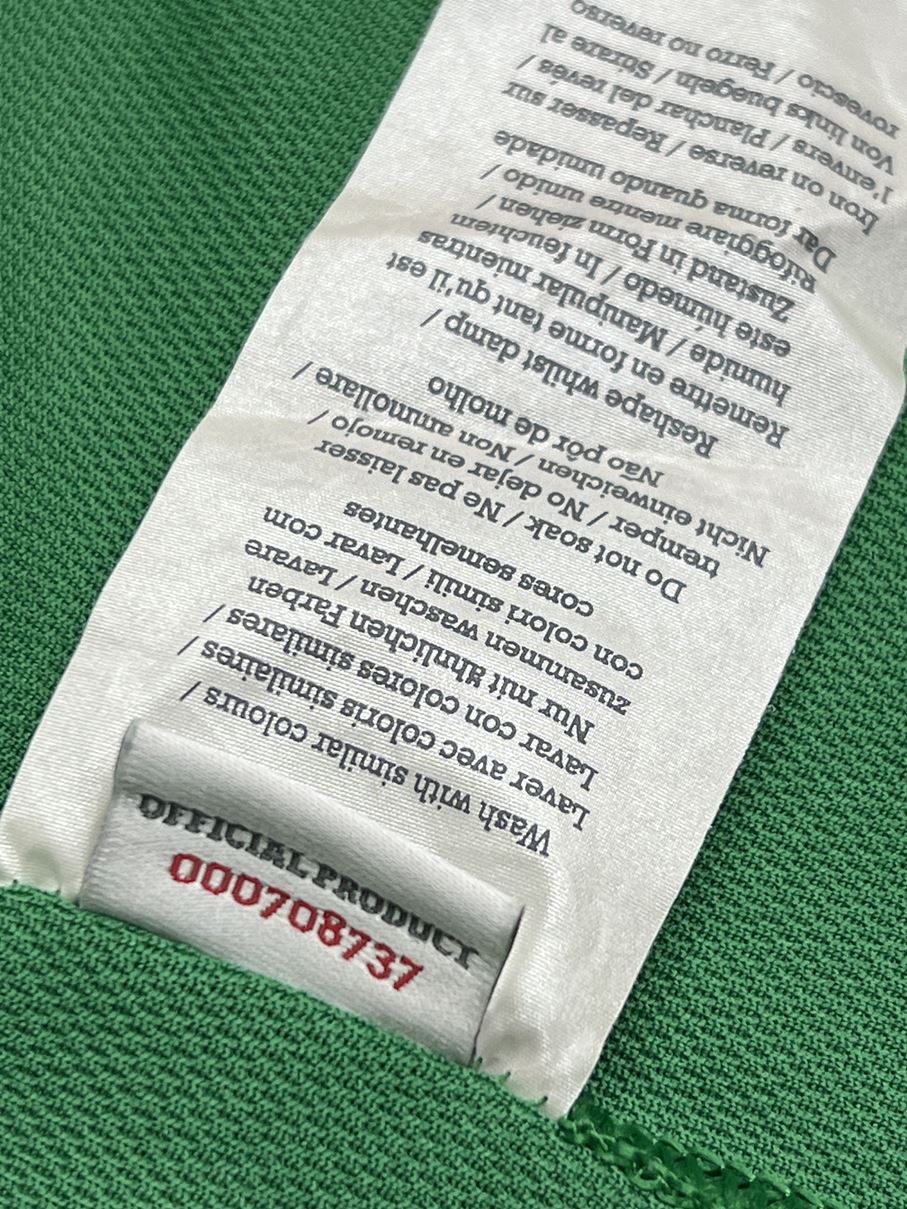 OFFICIAL PRODUCT
000708737
Wash with similar colours /
Laver avec coloris similaires /
Lavar con colores similares /
Nur mit ähnlichen Farben
zusammen waschen / Lavare
con colori simili / Lavar com
cores semelhantes
Do not soak / Ne pas laisser
tremper / No dejar en remojo /
Nicht einweichen / Non ammollare /
Não pôr de molho
Reshape whilst damp /
Remettre en forme tant qu'il est
humide / Manipular mientras
este húmedo / In feuchtem
Zustand in Form ziehen /
Rifoggiare mentre umido /
Dar forma quando umidade
Iron on reverse / Repasser sur
l'envers / Planchar del revés /
Von links buegeln / Stirare al
rovescio / Ferro no reverso